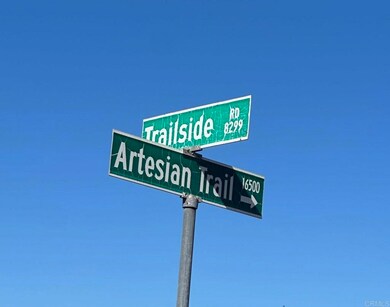 Trailside RD
8299
Artesian Trail 16500
→